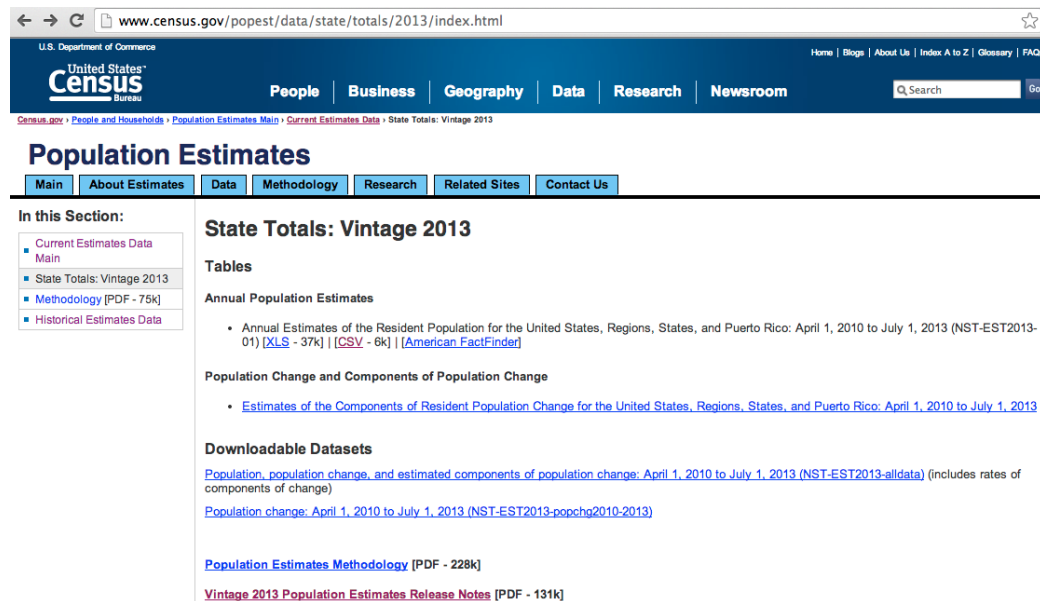 www.census.gov/popest/data/state/totals/2013/index.html
U.S. Department of Commerce
Home | Blogs | About Us | Index A to Z | Glossary | FAQ
United States™
Census
Bureau
People | Business | Geography | Data | Research | Newsroom
Search
Go
Census.gov › People and Households › Population Estimates Main › Current Estimates Data › State Totals: Vintage 2013
Population Estimates
Main About Estimates Data Methodology Research Related Sites Contact Us
In this Section:
Current Estimates Data
Main
State Totals: Vintage 2013
Methodology [PDF - 75k]
Historical Estimates Data
State Totals: Vintage 2013
Tables
Annual Population Estimates
• Annual Estimates of the Resident Population for the United States, Regions, States, and Puerto Rico: April 1, 2010 to July 1, 2013 (NST-EST2013-
01) [XLS - 37k] | [CSV - 6k] | [American FactFinder]
Population Change and Components of Population Change
• Estimates of the Components of Resident Population Change for the United States, Regions, States, and Puerto Rico: April 1, 2010 to July 1, 2013
Downloadable Datasets
Population, population change, and estimated components of population change: April 1, 2010 to July 1, 2013 (NST-EST2013-alldata) (includes rates of
components of change)
Population change: April 1, 2010 to July 1, 2013 (NST-EST2013-popchg2010-2013)
Population Estimates Methodology [PDF - 228k]
Vintage 2013 Population Estimates Release Notes [PDF - 131k]